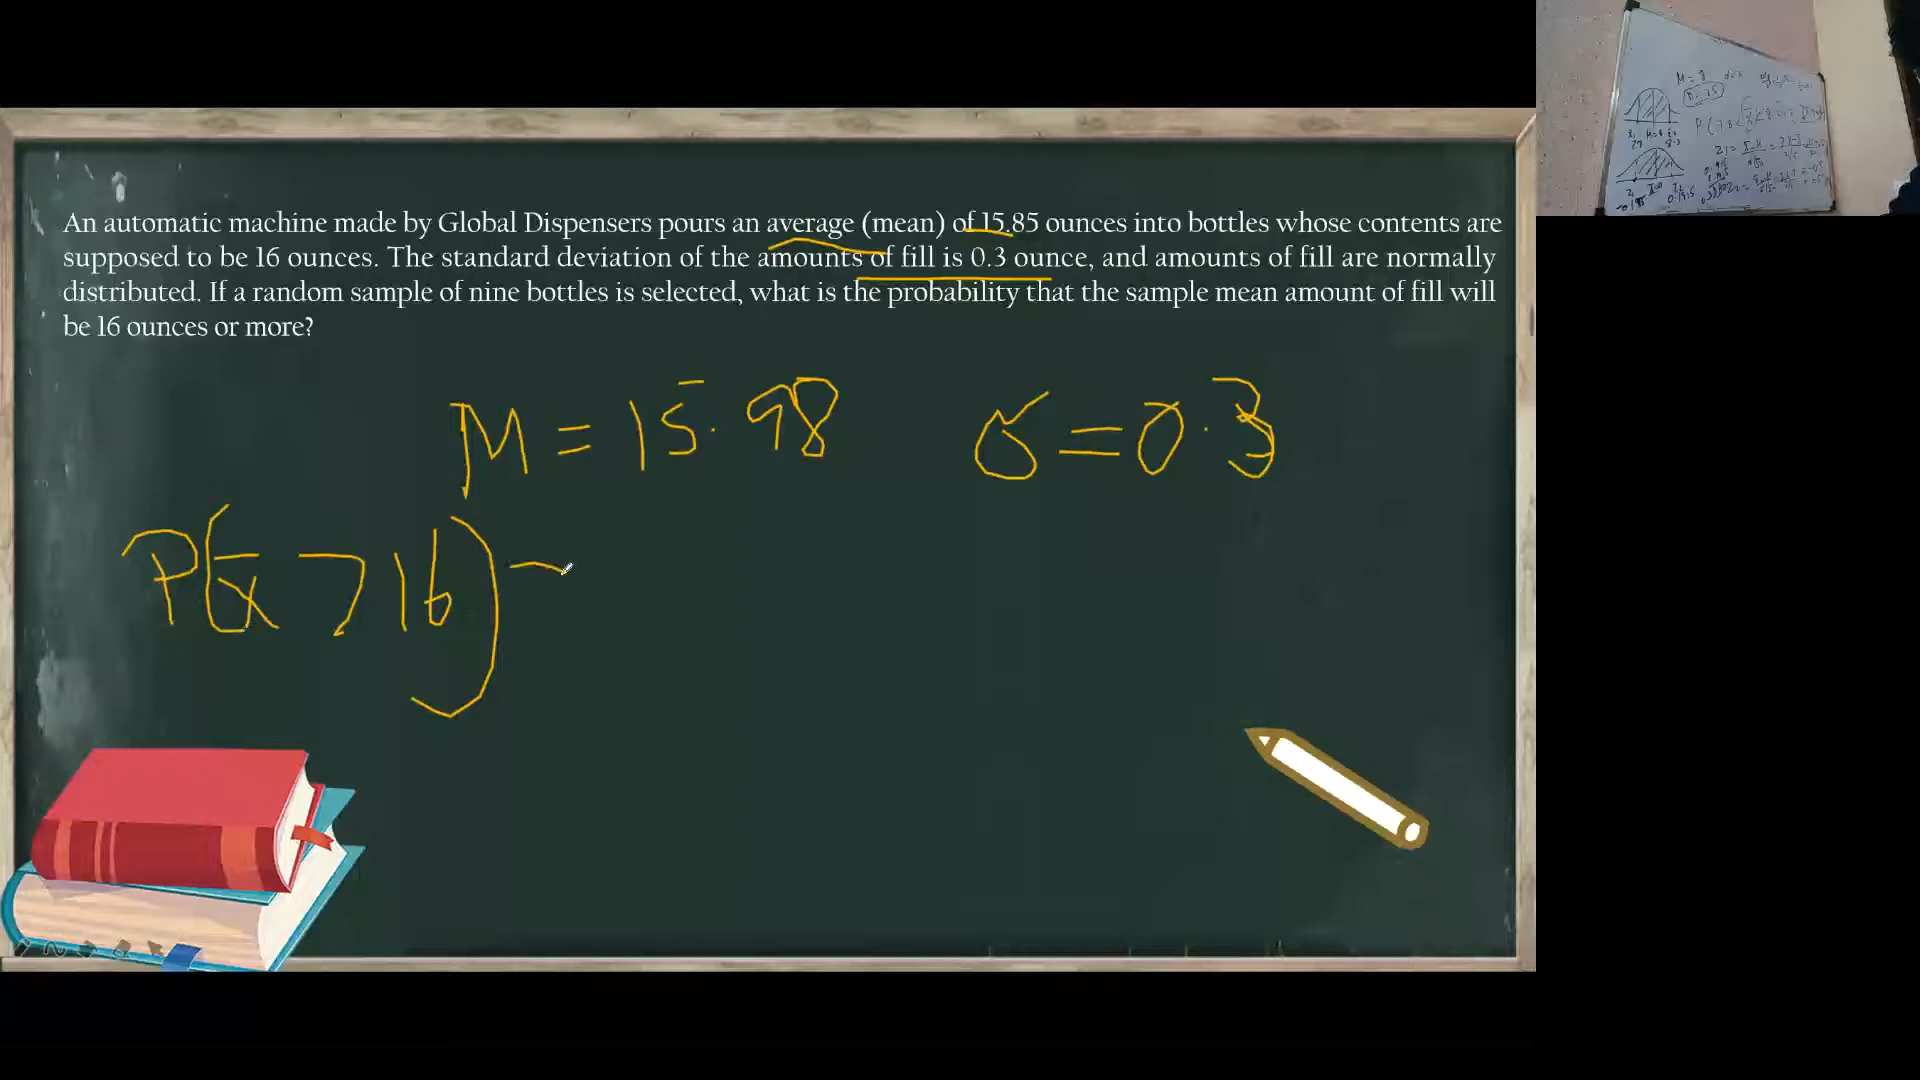 An automatic machine made by Global Dispensers pours an average (mean) of 15.85 ounces into bottles whose contents are
supposed to be 16 ounces. The standard deviation of the amounts of fill is 0.3 ounce, and amounts of fill are normally
distributed. If a random sample of nine bottles is selected, what is the probability that the sample mean amount of fill will
be 16 ounces or more?
M = 15.98 σ = 0.3
P(x̄ > 16) -